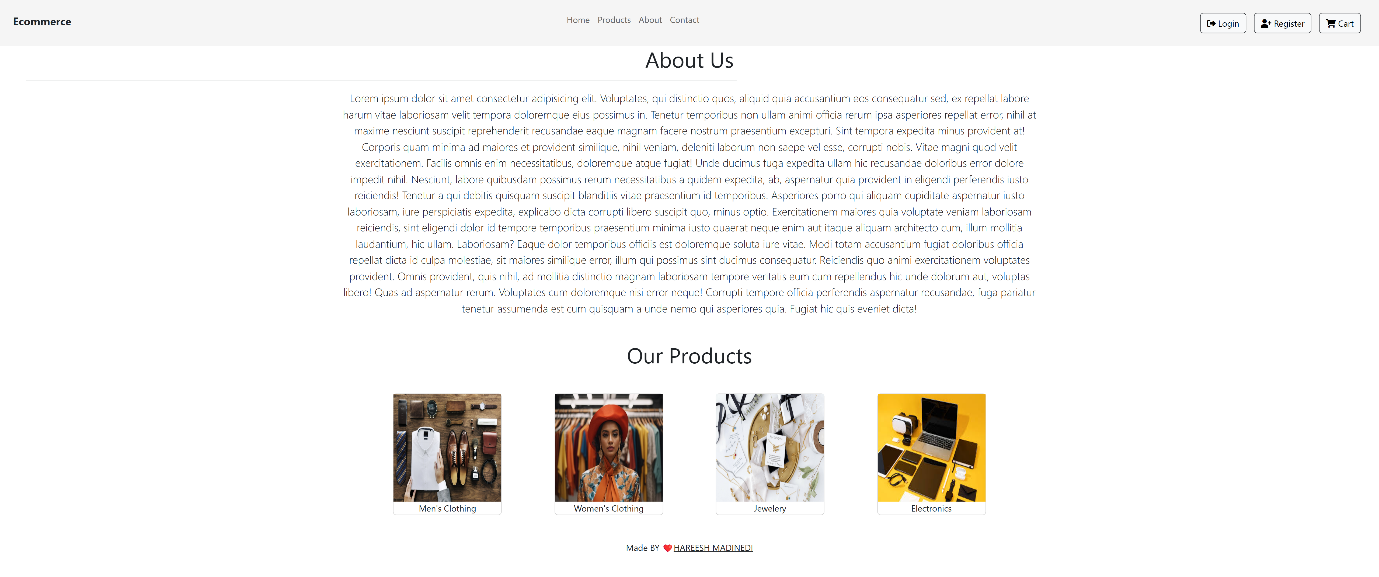 Ecommerce
Home Products About Contact
Login Register Cart
About Us
Lorem ipsum dolor sit amet consectetur adipisicing elit. Voluptates, qui distinctio quos, aliquid quia accusantium eos consequatur sed, ex repellat labore
harum vitae laboriosam velit tempora doloremque eius possimus in. Tenetur temporibus non ullam animi officia rerum ipsa asperiores repellat error, nihil at
maxime nesciunt suscipit reprehenderit recusandae eaque magnam facere nostrum praesentium excepturi. Sint tempora expedita minus provident at!
Corporis quam minima ad maiores et provident similique, nihil veniam, deleniti laborum non saepe vel esse, corrupti nobis. Vitae magni quod velit
exercitationem. Facilis omnis enim necessitatibus, doloremque atque fugiat! Unde ducimus fuga expedita ullam hic recusandae doloribus error dolore
impedit nihil. Nesciunt, labore quibusdam possimus rerum necessitatibus a quidem expedita, ab, aspernatur quia provident in eligendi perferendis iusto
reiciendis! Tenetur a qui debitis quisquam suscipit blanditiis vitae praesentium id temporibus. Asperiores porro qui aliquam cupiditate aspernatur iusto
laboriosam, iure perspiciatis expedita, explicabo dicta corrupti libero suscipit quo, minus optio. Exercitationem maiores quia voluptate veniam laboriosam
reiciendis, sint eligendi dolor id tempore temporibus praesentium minima iusto quaerat neque enim aut itaque aliquam architecto cum, illum mollitia
laudantium, hic ullam. Laboriosam? Eaque dolor temporibus officiis est doloremque soluta iure vitae. Modi totam accusantium fugiat doloribus officia
repellat dicta id culpa molestiae, sit maiores similique error, illum qui possimus sint ducimus consequatur. Reiciendis quo animi exercitationem voluptates
provident. Omnis provident, quis nihil, ad mollitia distinctio magnam laboriosam tempore veritatis eum cum repellendus hic unde dolorum aut, voluptas
libero! Quas ad aspernatur rerum. Voluptates cum doloremque nisi error neque! Corrupti tempore officia perferendis aspernatur recusandae, fuga pariatur
tenetur assumenda est cum quisquam a unde nemo qui asperiores quia. Fugiat hic quis eveniet dicta!
Our Products
Men's Clothing
Women's Clothing
Jewelery
Electronics
Made BY ❤️ HAREESH MADINEDI